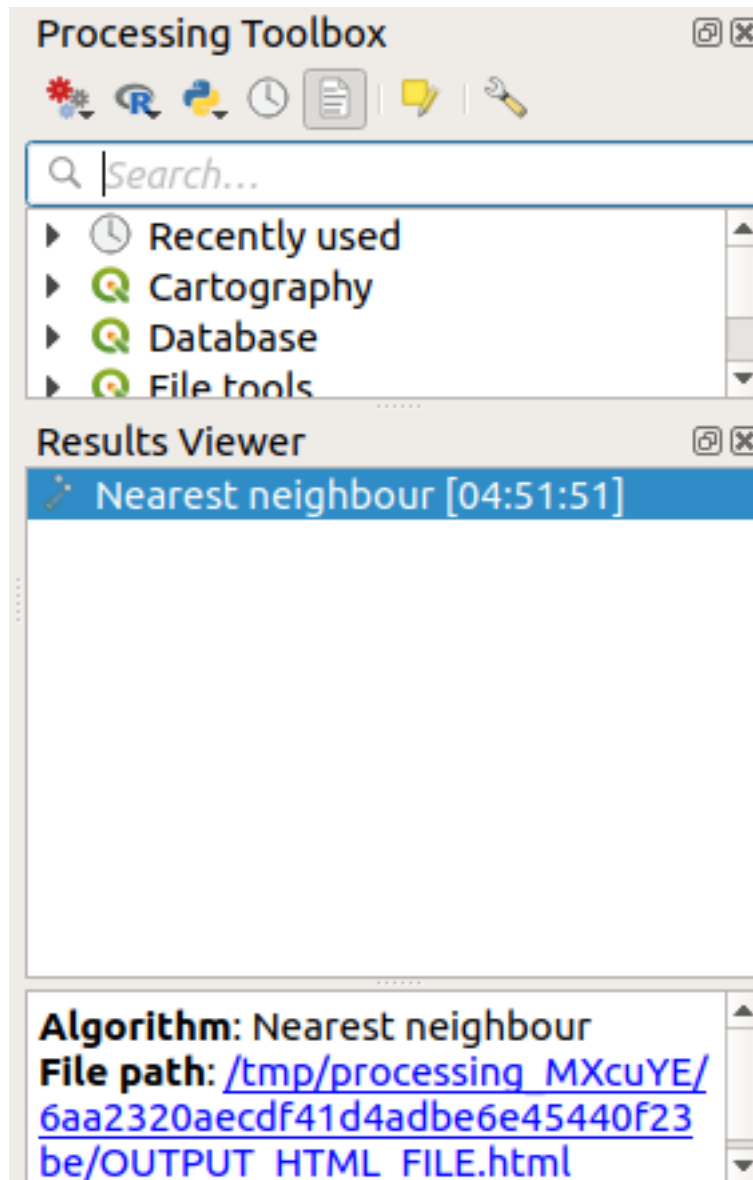 Processing Toolbox
Search...
Recently used
Cartography
Database
File tools
Results Viewer
Nearest neighbour [04:51:51]
Algorithm: Nearest neighbour
File path: /tmp/processing_MXcuYE/
6aa2320aecdf41d4adbe6e45440f23
be/OUTPUT_HTML_FILE.html